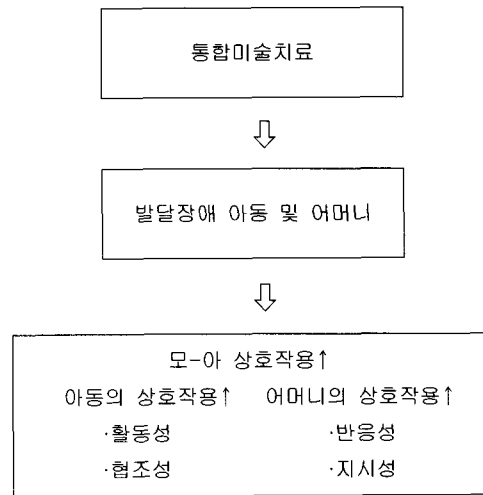 통합미술치료
발달장애 아동 및 어머니
모-아 상호작용↑
아동의 상호작용↑ 어머니의 상호작용↑
·활동성 ·반응성
·협조성 ·지시성